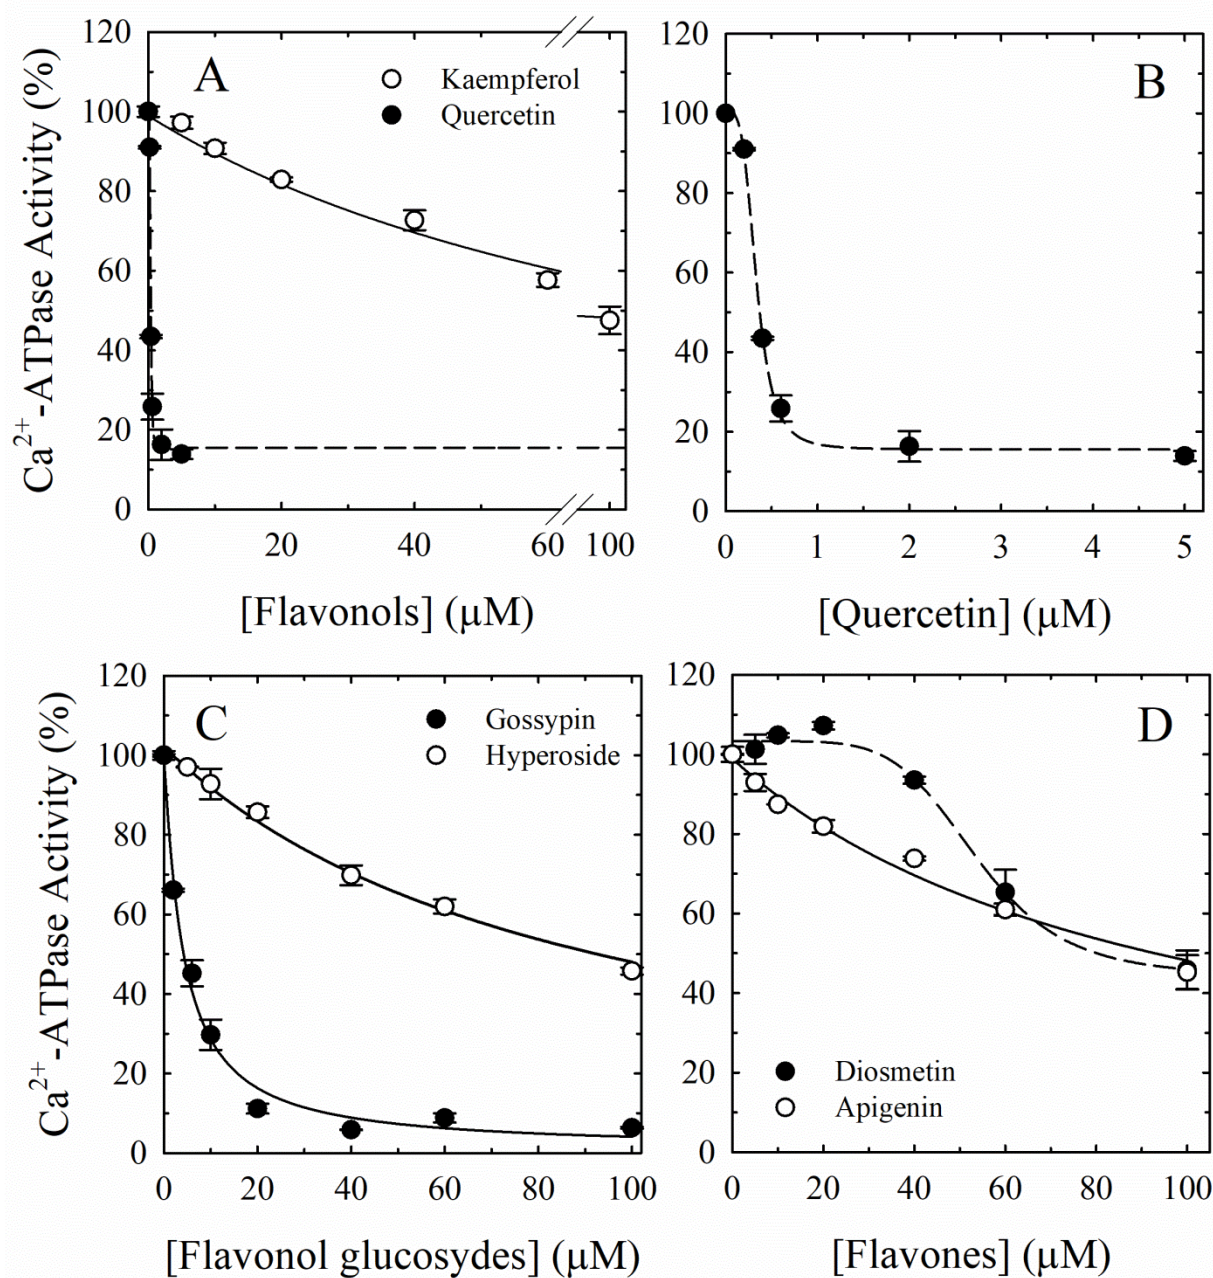 A
Kaempferol
Quercetin
120
100
80
60
40
20
0
Ca²⁺-ATPase Activity (%)
0 20 40 60 100
[Flavonols] (μM)
B
120
100
80
60
40
20
0
0 1 2 3 4 5
[Quercetin] (μM)
C
Gossypin
Hyperoside
120
100
80
60
40
20
0
Ca²⁺-ATPase Activity (%)
0 20 40 60 80 100
[Flavonol glucosydes] (μM)
D
120
100
80
60
40
20
0
Diosmetin
Apigenin
0 20 40 60 80 100
[Flavones] (μM)